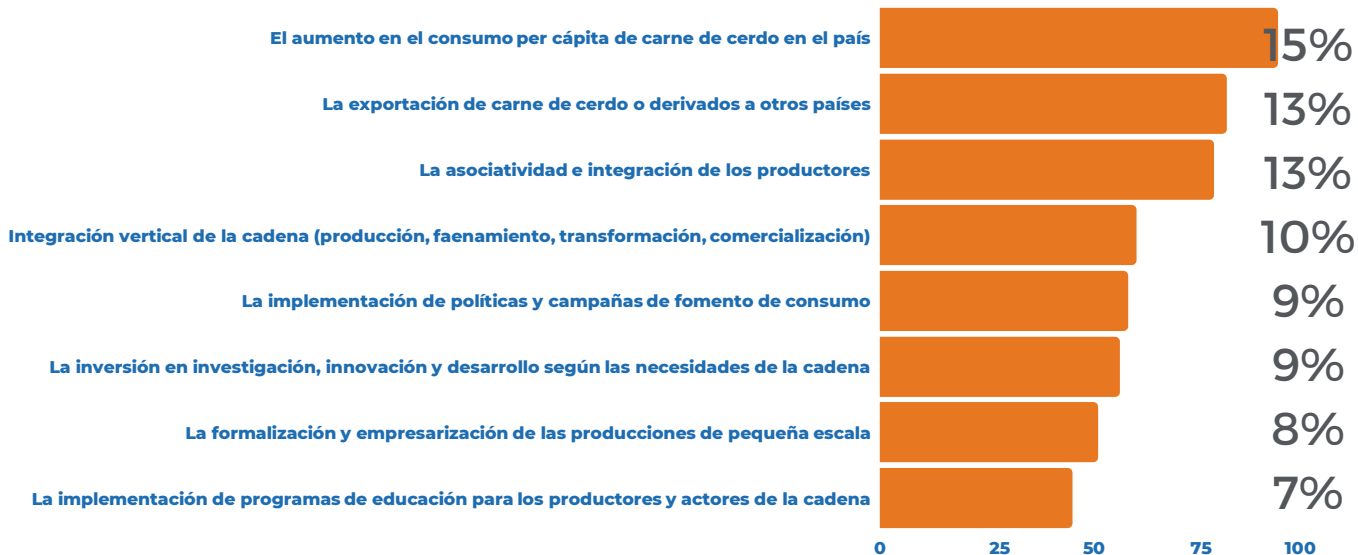 El aumento en el consumo per cápita de carne de cerdo en el país
15%
La exportación de carne de cerdo o derivados a otros países
13%
La asociatividad e integración de los productores
13%
Integración vertical de la cadena (producción, faenamiento, transformación, comercialización)
10%
La implementación de políticas y campañas de fomento de consumo
9%
La inversión en investigación, innovación y desarrollo según las necesidades de la cadena
9%
La formalización y empresarización de las producciones de pequeña escala
8%
La implementación de programas de educación para los productores y actores de la cadena
7%
0 25 50 75 100